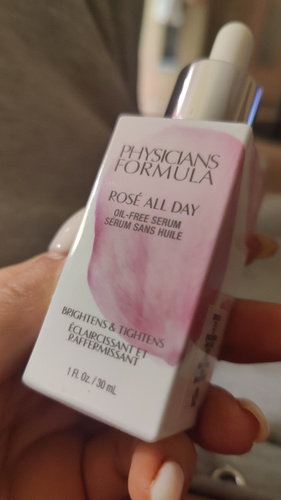 PHYSICIANS
FORMULA
ROSÉ ALL DAY
OIL-FREE SERUM
SÉRUM SANS HUILE
BRIGHTENS & TIGHTENS
ÉCLAIRCISSANT ET
RAFFERMISSANT
1 FL Oz. / 30 mL